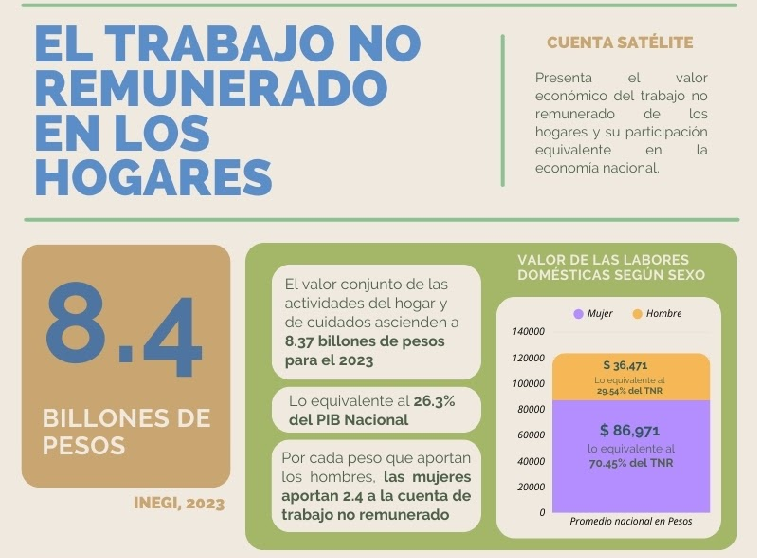 EL TRABAJO NO
REMUNERADO
EN LOS
HOGARES
CUENTA SATÉLITE
Presenta el valor
económico del trabajo no
remunerado de los
hogares y su participación
equivalente en la
economía nacional.
8.4
BILLONES DE
PESOS
INEGI, 2023
El valor conjunto de las
actividades del hogar y
de cuidados ascienden a
8.37 billones de pesos
para el 2023
Lo equivalente al 26.3%
del PIB Nacional
Por cada peso que aportan
los hombres, las mujeres
aportan 2.4 a la cuenta de
trabajo no remunerado
VALOR DE LAS LABORES
DOMÉSTICAS SEGÚN SEXO
Mujer Hombre
140000
120000
100000
80000
60000
40000
20000
0
$ 36,471
Lo equivalente al
29.54% del TNR
$ 86,971
lo equivalente al
70.45% del TNR
Promedio nacional en Pesos